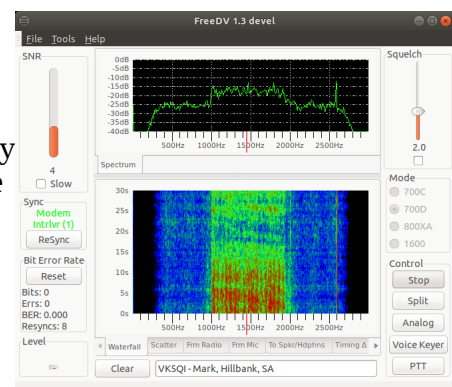 FreeDV 1.3 devel
File Tools Help
SNR
4
Slow
Sync
Modem
Intrlvr (1)
ReSync
Bit Error Rate
Reset
Bits: 0
Errs: 0
BER: 0.000
Resyncs: 8
Level
y
e
0dB
-5dB
-10dB
-15dB
-20dB
-25dB
-30dB
-35dB
-40dB
500Hz 1000Hz 1500Hz 2000Hz 2500Hz
Spectrum
30s
25s
20s
15s
10s
5s
0s
500Hz 1000Hz 1500Hz 2000Hz 2500Hz
Waterfall Scatter Frm Radio Frm Mic To Spkr/Hdphns Timing Δ
Clear VK5QI - Mark, Hillbank, SA
Squelch
2.0
Mode
700C
700D
800XA
1600
Control
Stop
Split
Analog
Voice Keyer
PTT